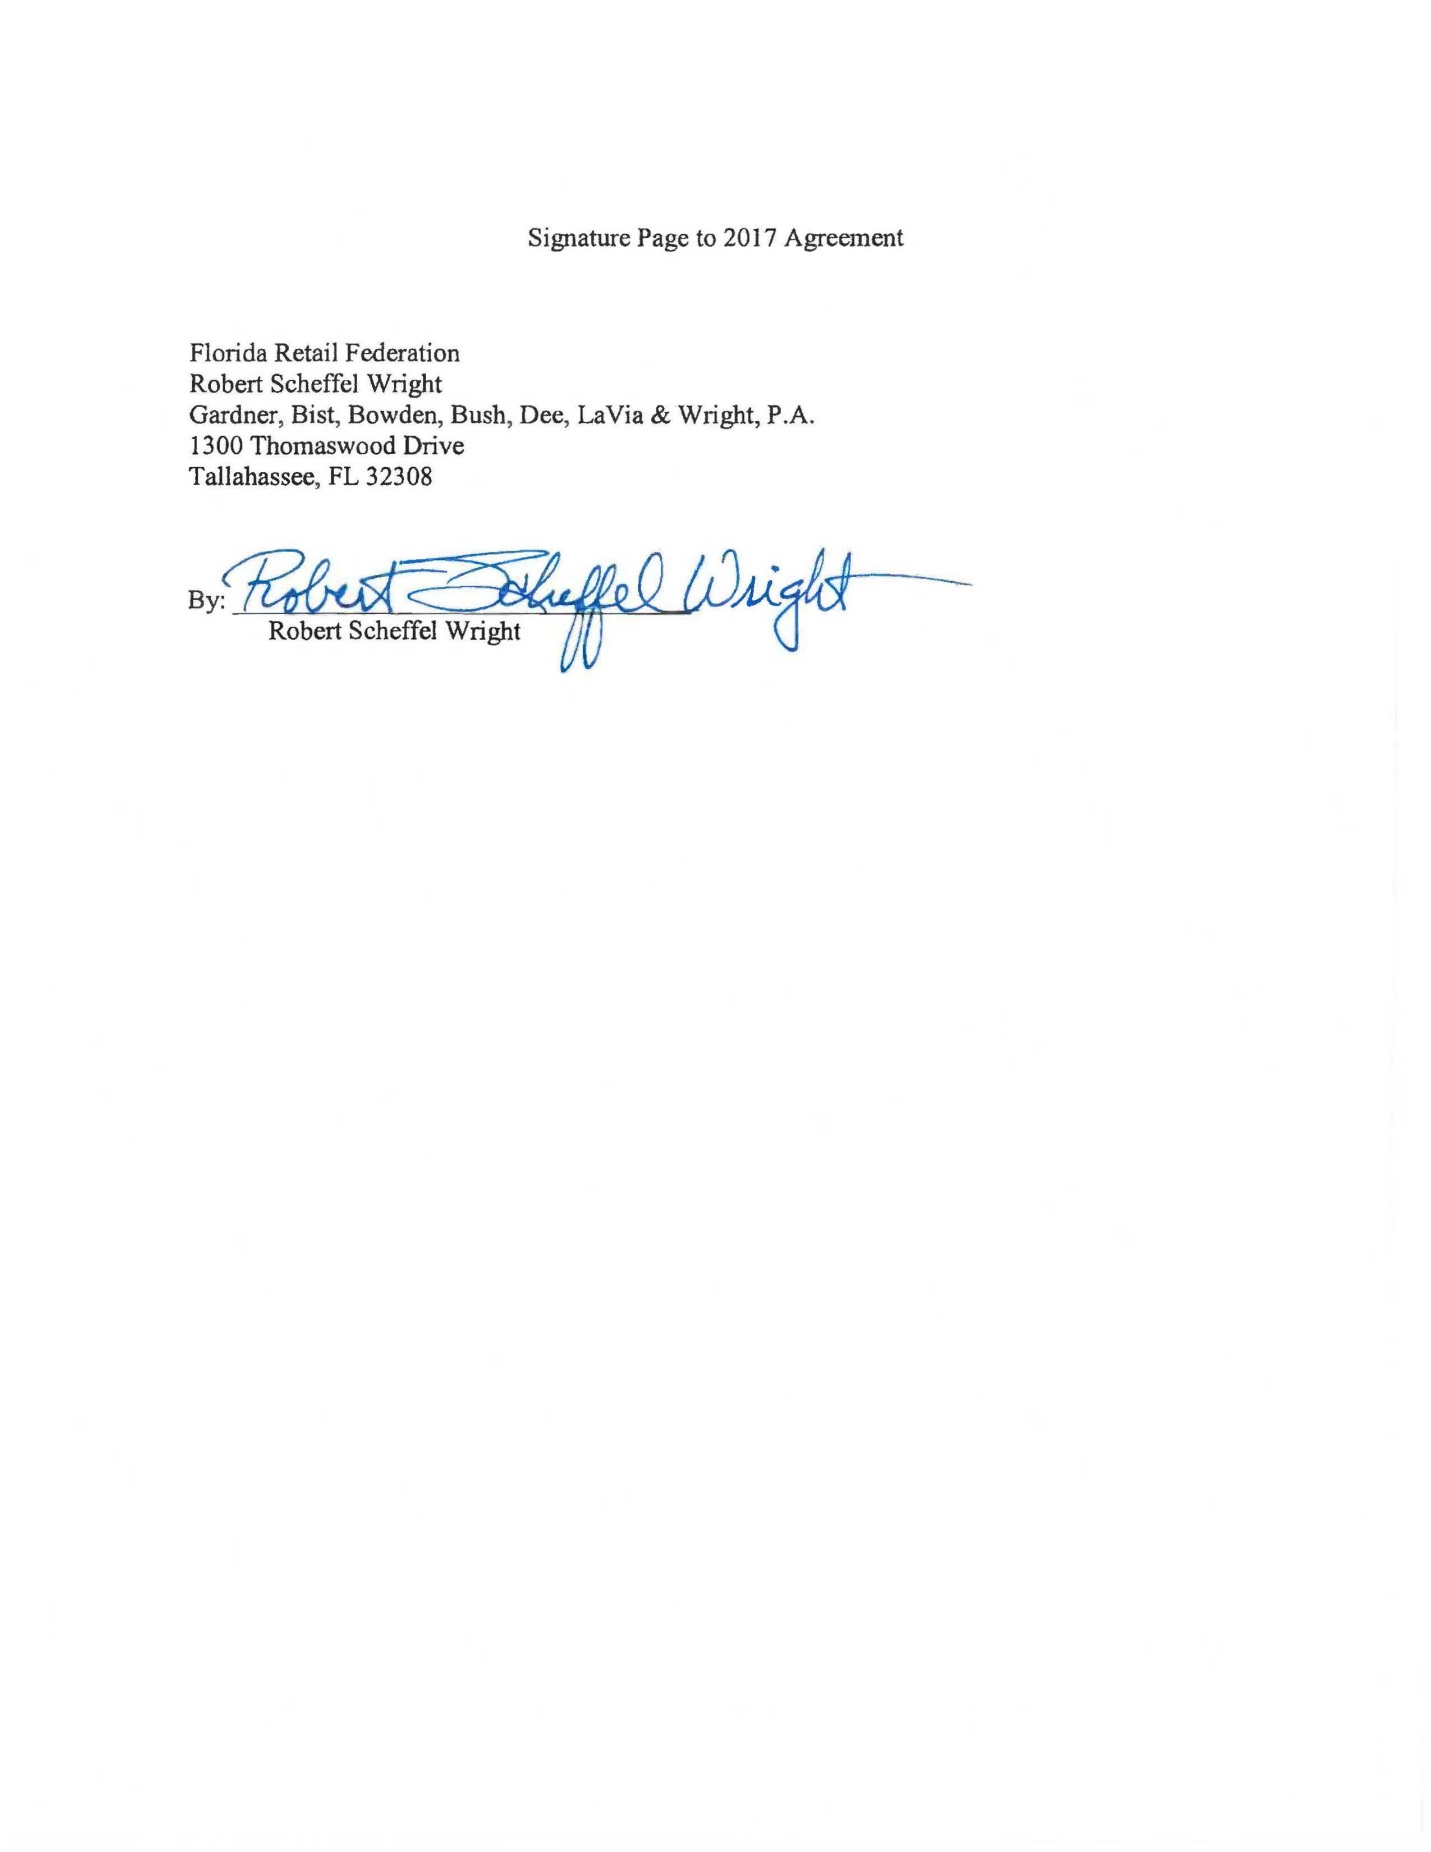 Signature Page to 2017 Agreement
Florida Retail Federation
Robert Scheffel Wright
Gardner, Bist, Bowden, Bush, Dee, LaVia & Wright, P.A.
1300 Thomaswood Drive
Tallahassee, FL 32308
By: Robert Scheffel Wright
Robert Scheffel Wright